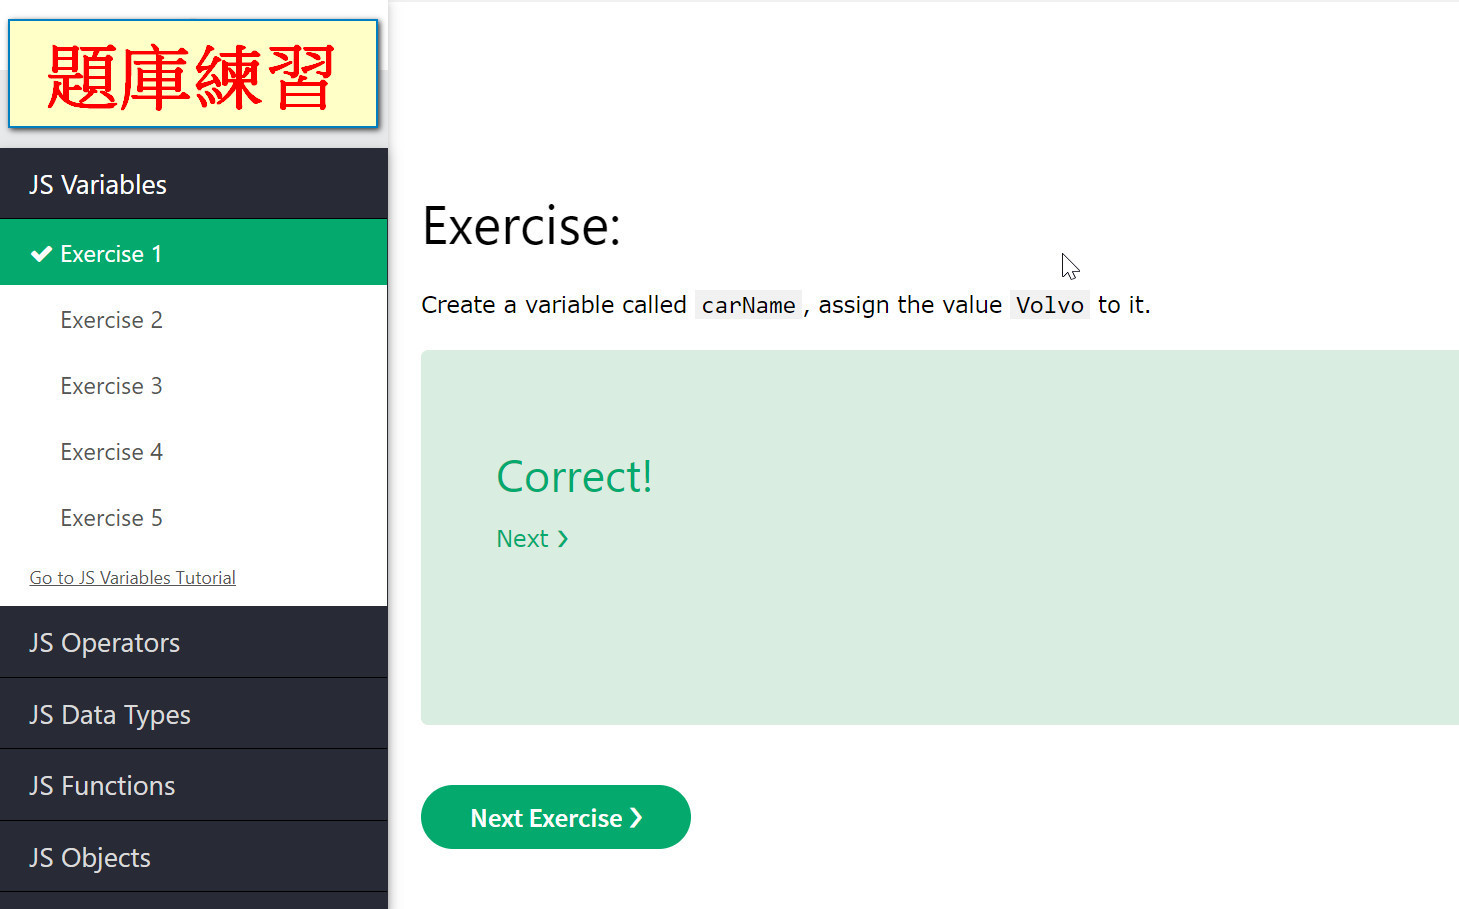 題庫練習
JS Variables
Exercise 1
Exercise 2
Exercise 3
Exercise 4
Exercise 5
Go to JS Variables Tutorial
JS Operators
JS Data Types
JS Functions
JS Objects
Exercise:
Create a variable called carName, assign the value Volvo to it.
Correct!
Next ❯
Next Exercise ❯